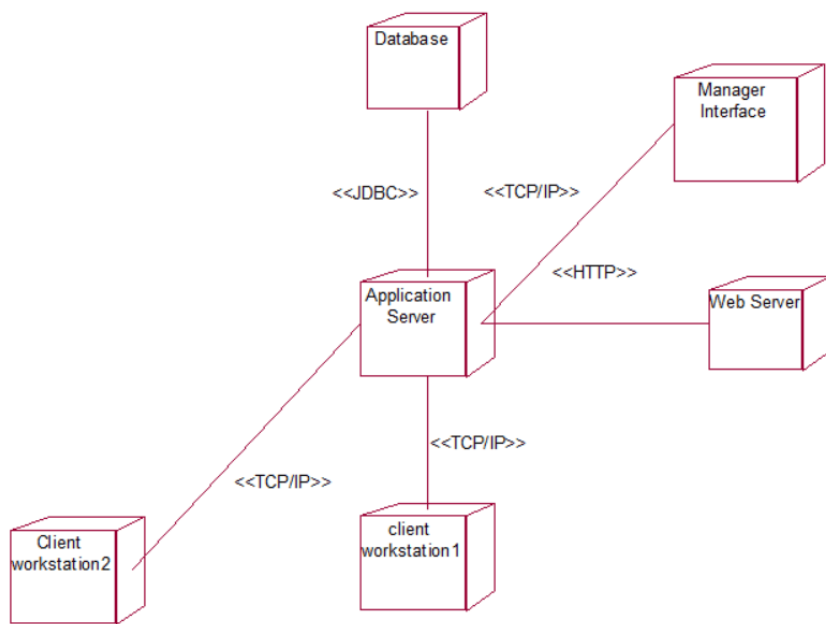 Database
Manager
Interface
<<JDBC>>
<<TCP/IP>>
<<HTTP>>
Application
Server
Web Server
<<TCP/IP>>
<<TCP/IP>>
Client
workstation2
client
workstation1